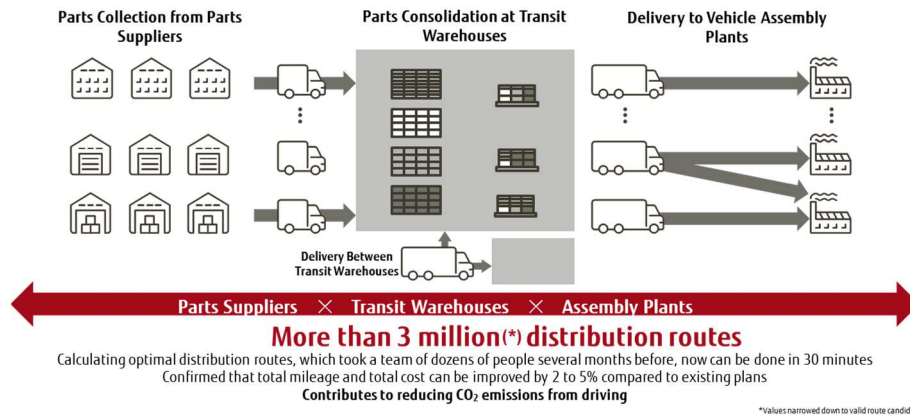 Parts Collection from Parts
Suppliers
Parts Consolidation at Transit
Warehouses
Delivery to Vehicle Assembly
Plants
Delivery Between
Transit Warehouses
Parts Suppliers × Transit Warehouses × Assembly Plants
More than 3 million(*) distribution routes
Calculating optimal distribution routes, which took a team of dozens of people several months before, now can be done in 30 minutes
Confirmed that total mileage and total cost can be improved by 2 to 5% compared to existing plans
Contributes to reducing CO₂ emissions from driving
*Values narrowed down to valid route candid